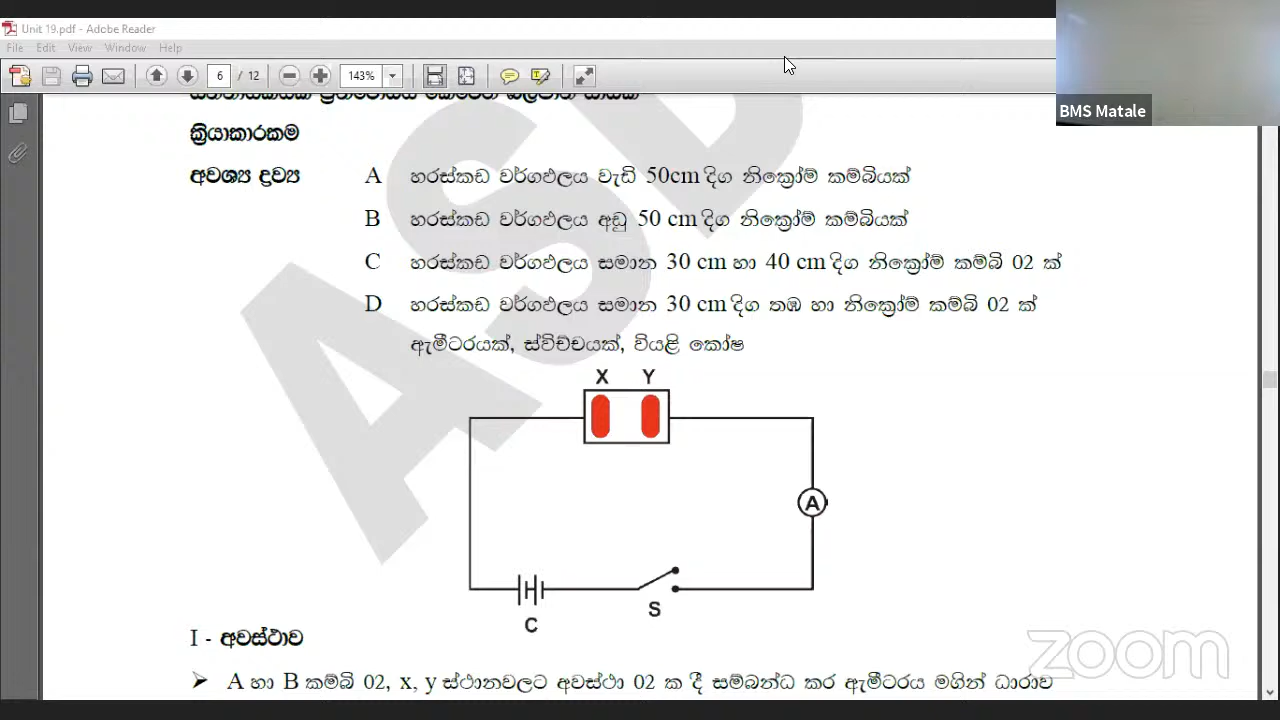 Unit 19.pdf - Adobe Reader
File Edit View Window Help
6 / 12 143%
BMS Matale
ක්‍රියාකාරකම
අවශ්‍ය ද්‍රව්‍ය
A හරස්කඩ වර්ගඵලය වැඩි 50cm දිග නික්‍රෝම් කම්බියක්
B හරස්කඩ වර්ගඵලය අඩු 50 cm දිග නික්‍රෝම් කම්බියක්
C හරස්කඩ වර්ගඵලය සමාන 30 cm හා 40 cm දිග නික්‍රෝම් කම්බි 02 ක්
D හරස්කඩ වර්ගඵලය සමාන 30 cm දිග තඹ හා නික්‍රෝම් කම්බි 02 ක්
ඇමීටරයක්, ස්විච්චයක්, වියළි කෝෂ
X Y
A
S
C
I - අවස්ථාව
A හා B කම්බි 02, x, y ස්ථානවලට අවස්ථා 02 ක දී සම්බන්ධ කර ඇමීටරය මගින් ධාරාව
zoom